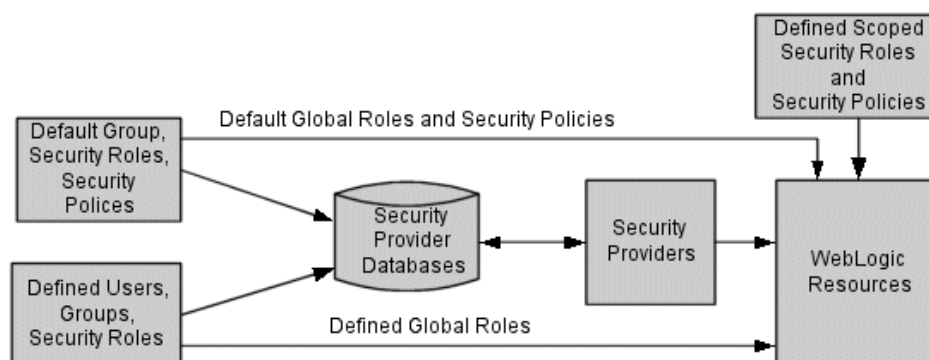 Defined Scoped
Security Roles
and
Security Policies
Default Global Roles and Security Policies
Default Group,
Security Roles,
Security
Polices
Security
Provider
Databases
Security
Providers
WebLogic
Resources
Defined Users,
Groups,
Security Roles
Defined Global Roles